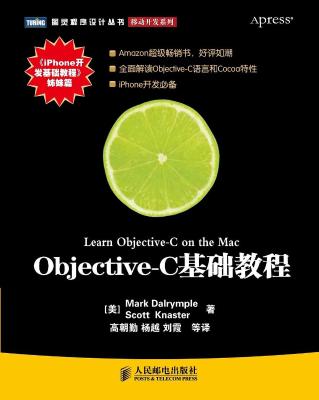 TURING
图灵程序设计丛书
移动开发系列
Apress®
《iPhone开
发基础教程》
姊妹篇
Amazon超级畅销书，好评如潮
全面解读Objective-C语言和Cocoa特性
iPhone开发必备
Learn Objective-C on the Mac
Objective-C基础教程
[美] Mark Dalrymple
Scott Knaster 著
高朝勤 杨越 刘霞 等译
人民邮电出版社
POSTS & TELECOM PRESS